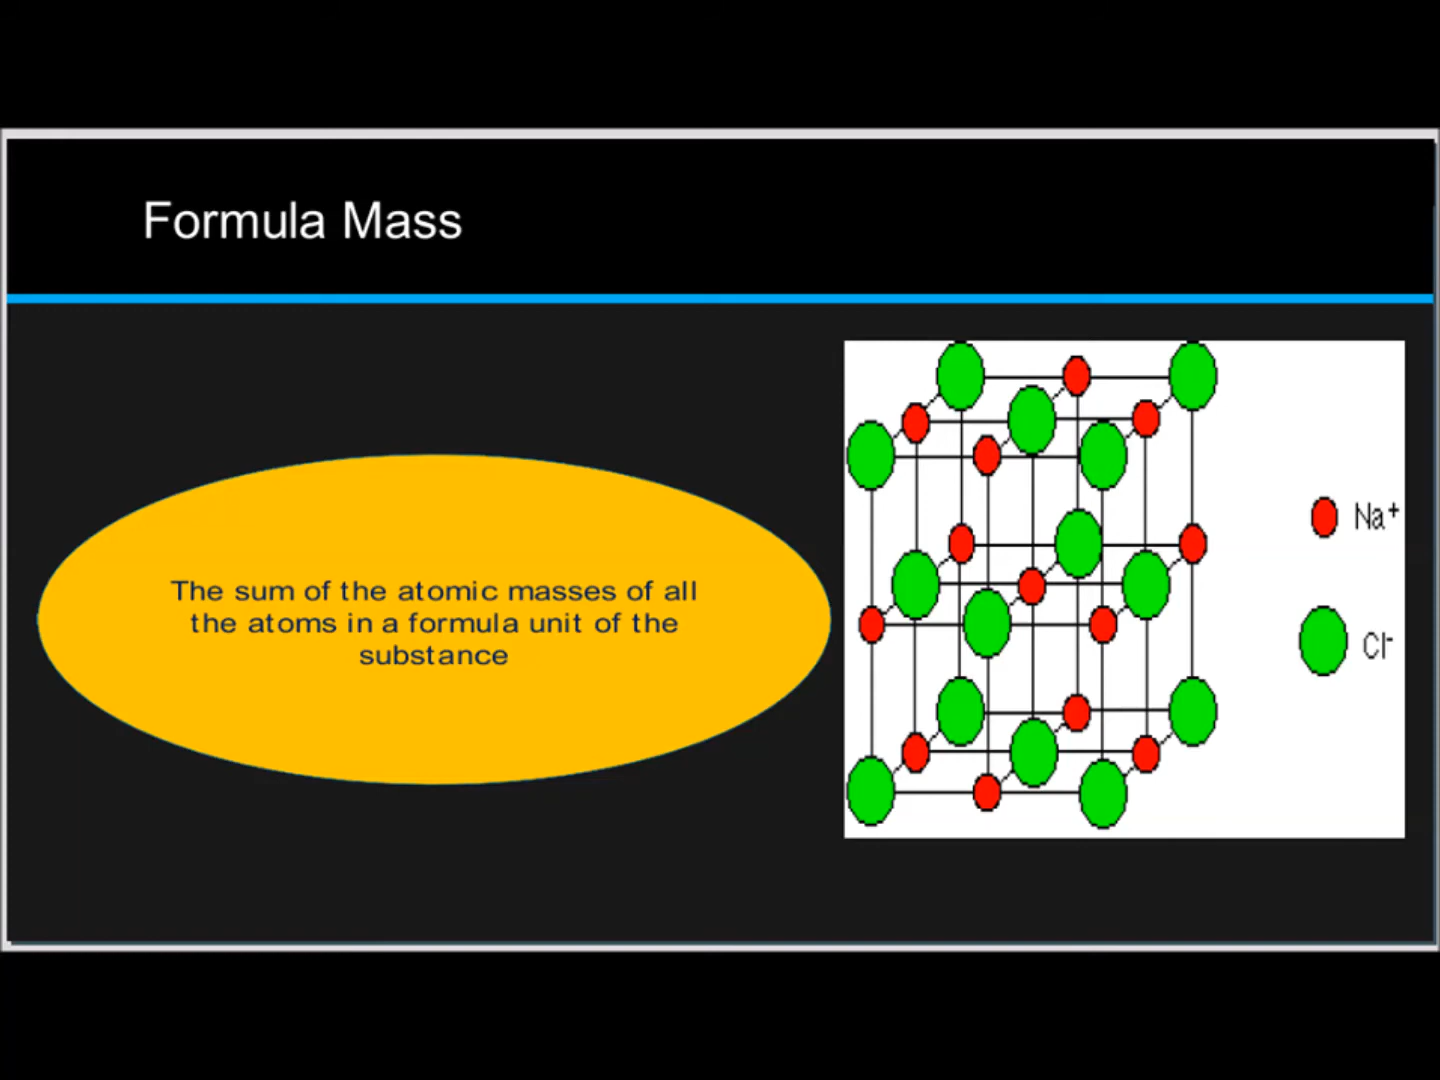 Formula Mass
The sum of the atomic masses of all
the atoms in a formula unit of the
substance
Na⁺
Cl⁻